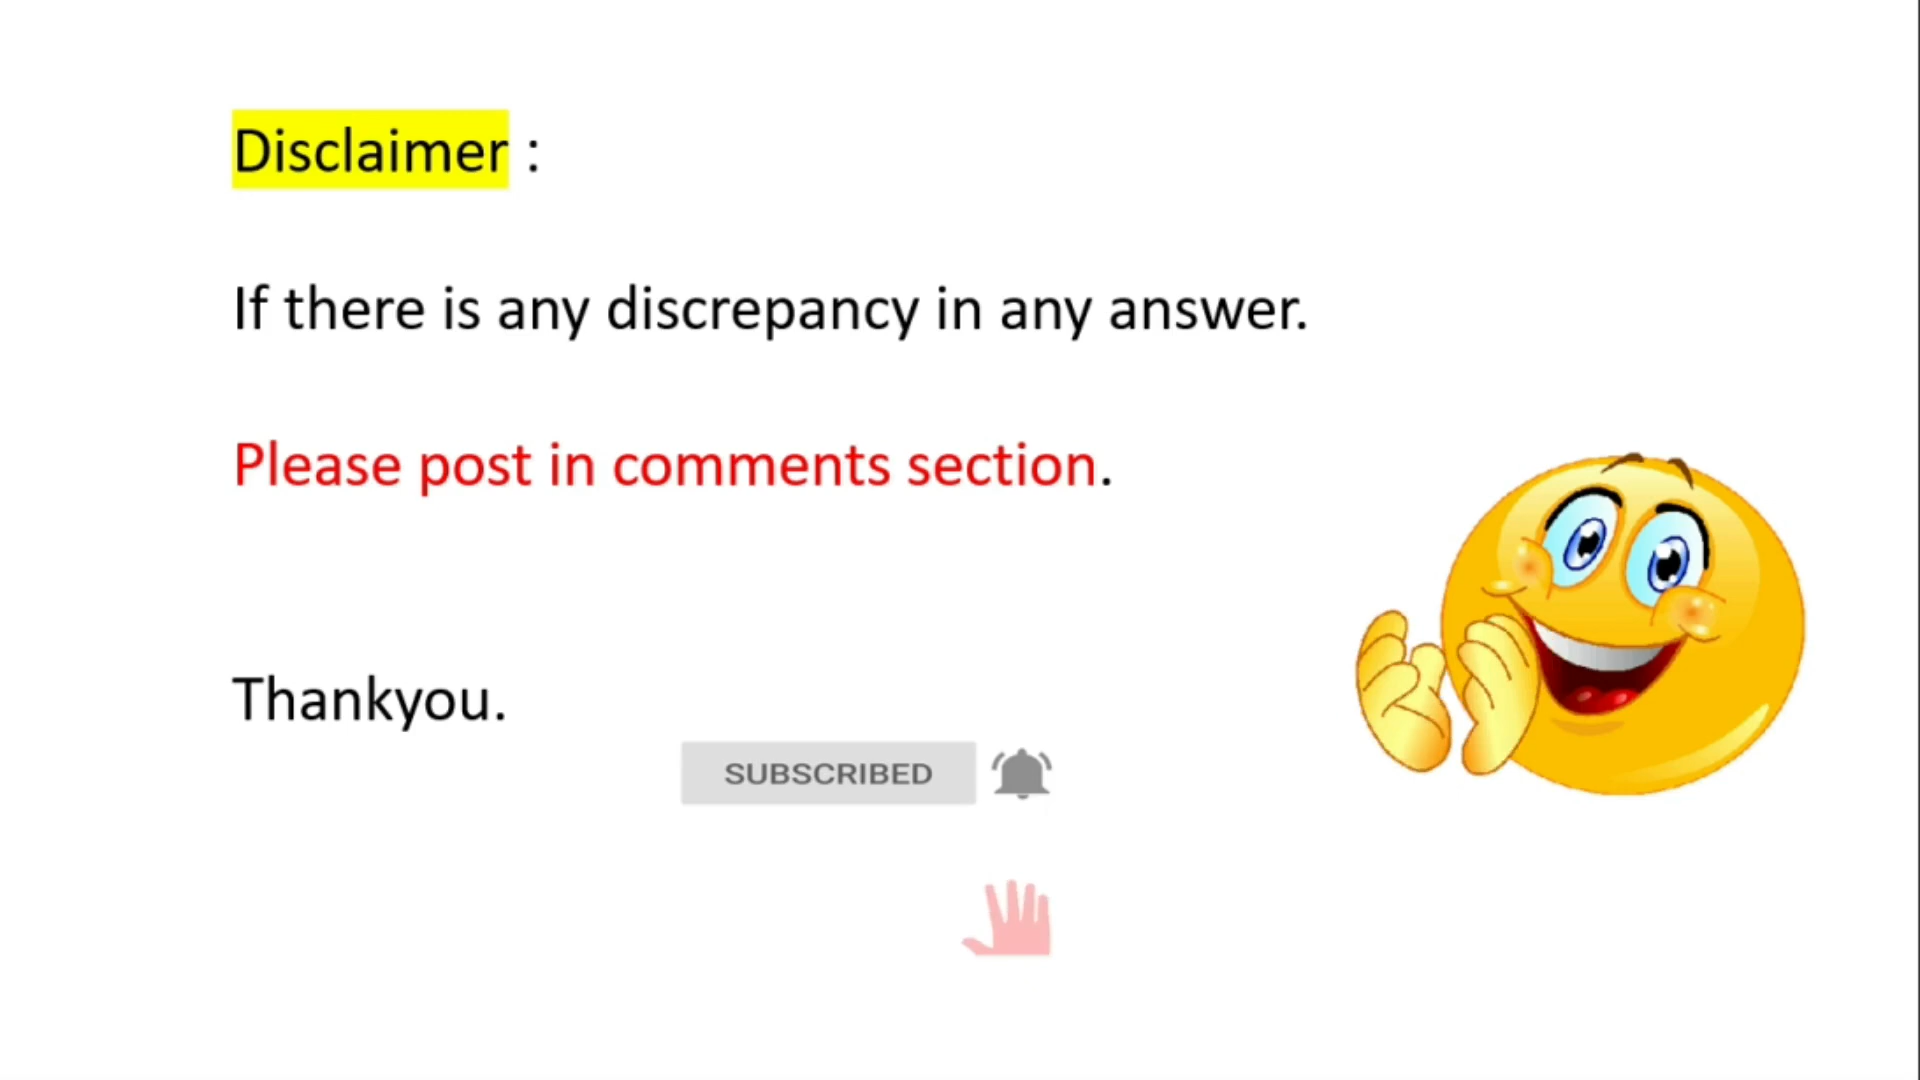 Disclaimer :
If there is any discrepancy in any answer.
Please post in comments section.
Thankyou.
SUBSCRIBED